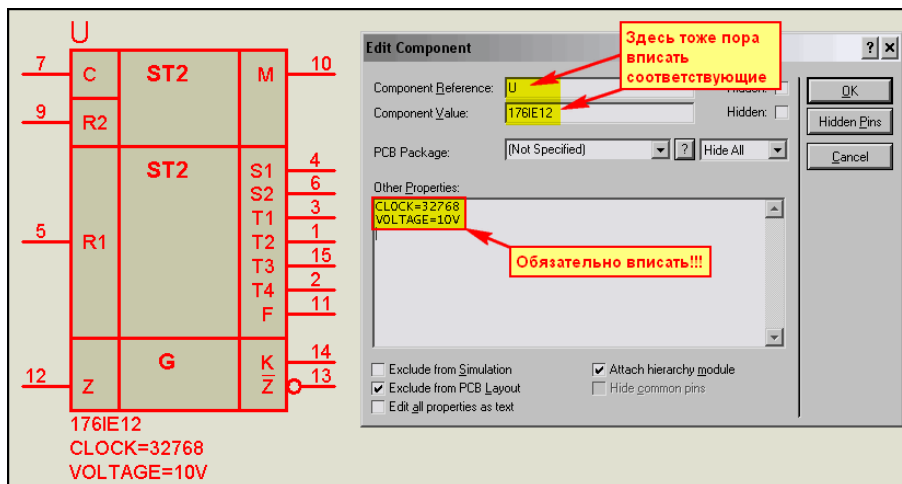 U
7
C
ST2
M
10
9
R2
ST2
S1
4
S2
6
T1
3
5
R1
T2
1
T3
15
T4
2
F
11
G
K
14
12
Z
Z
13
176IE12
CLOCK=32768
VOLTAGE=10V
Edit Component
? ×
Здесь тоже пора
вписать
соответствующие
Component Reference:
U
Hidden:
OK
Component Value:
176IE12
Hidden:
Hidden Pins
PCB Package:
(Not Specified)
?
Hide All
Cancel
Other Properties:
CLOCK=32768
VOLTAGE=10V
Обязательно вписать!!!
Exclude from Simulation
Attach hierarchy module
Exclude from PCB Layout
Hide common pins
Edit all properties as text